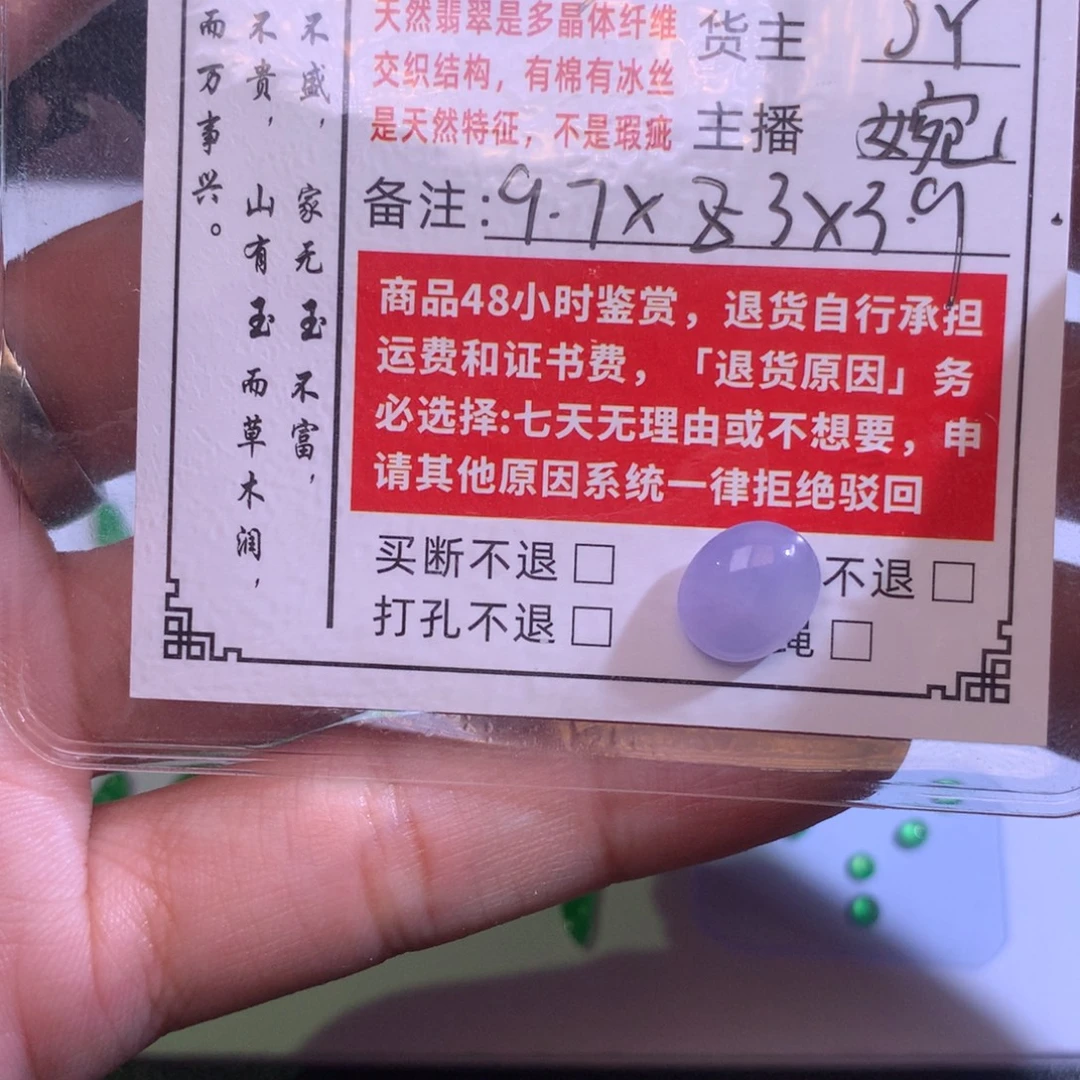 不盛，家无玉不富，
不贵，山有玉而草木润，
而万事兴。
天然翡翠是多晶体纤维
交织结构，有棉有冰丝
是天然特征，不是瑕疵
货主 JY
主播 婉
备注：9.7×8.3×3.9
商品48小时鉴赏，退货自行承担
运费和证书费，「退货原因」务
必选择:七天无理由或不想要，申
请其他原因系统一律拒绝驳回
买断不退 □ 不退 □
打孔不退 □ 绳 □